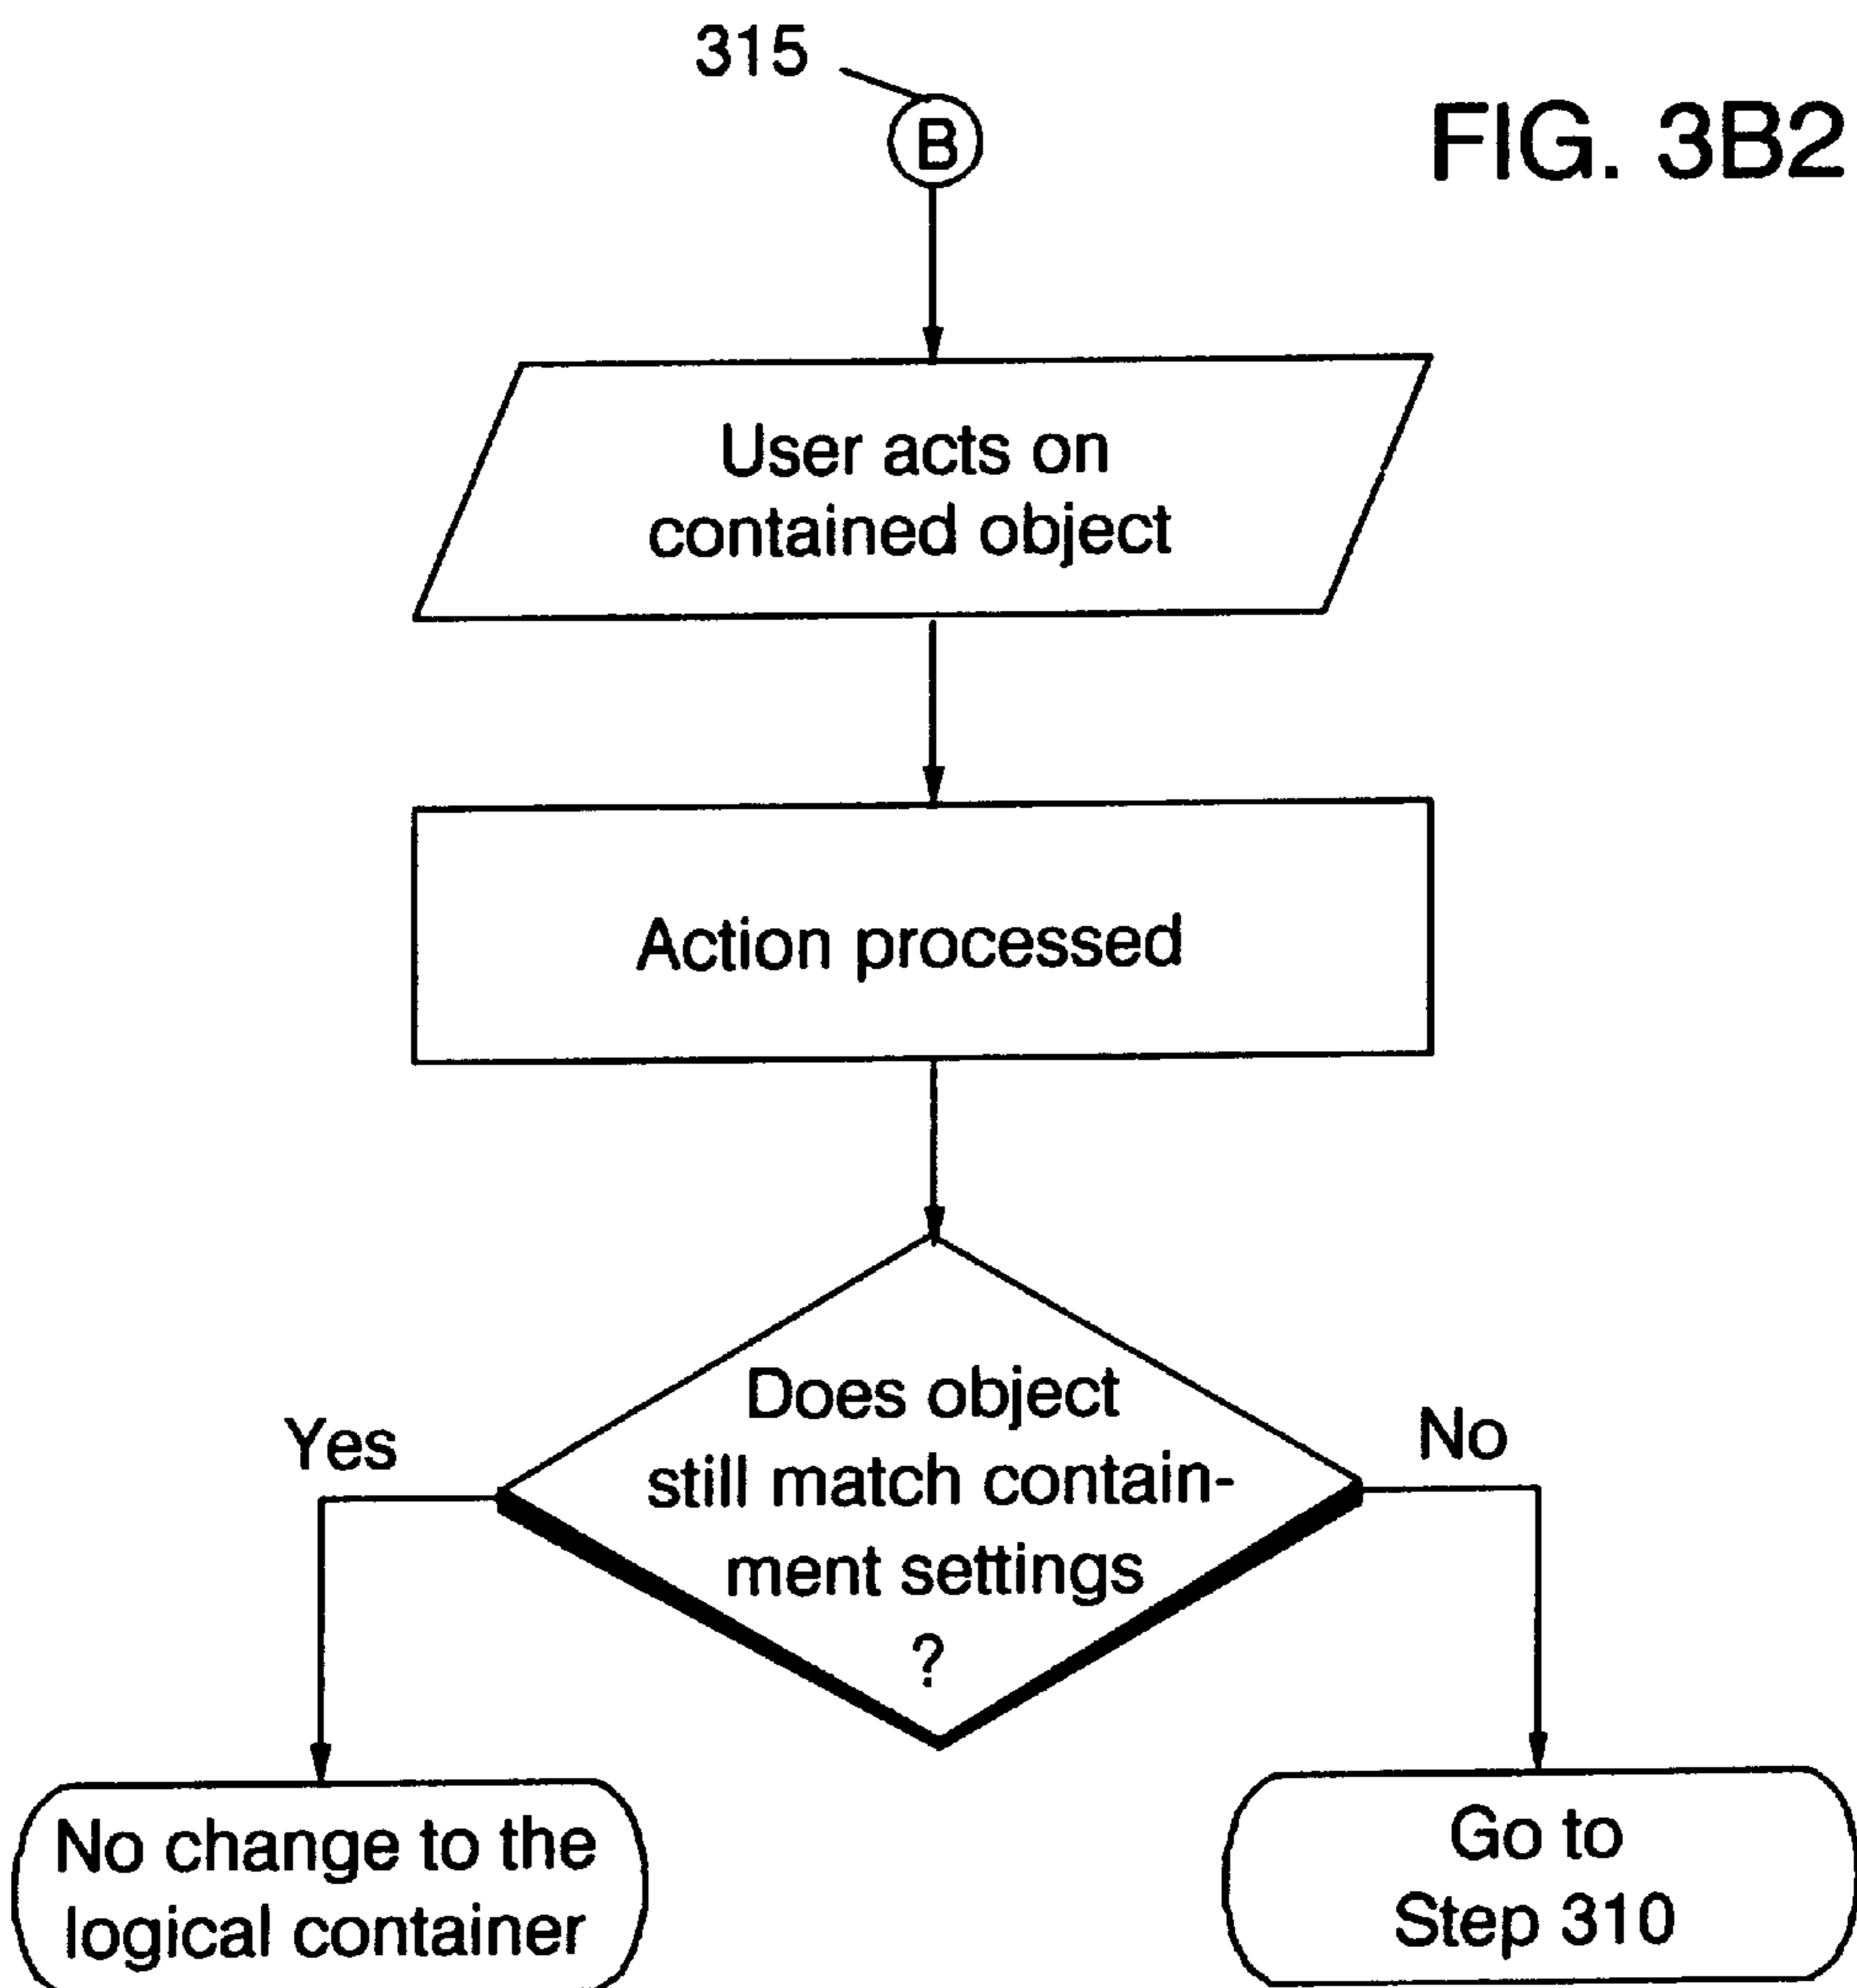 315
B
FIG. 3B2
User acts on
contained object
Action processed
Does object
still match contain-
ment settings
?
Yes
No
No change to the
logical container
Go to
Step 310